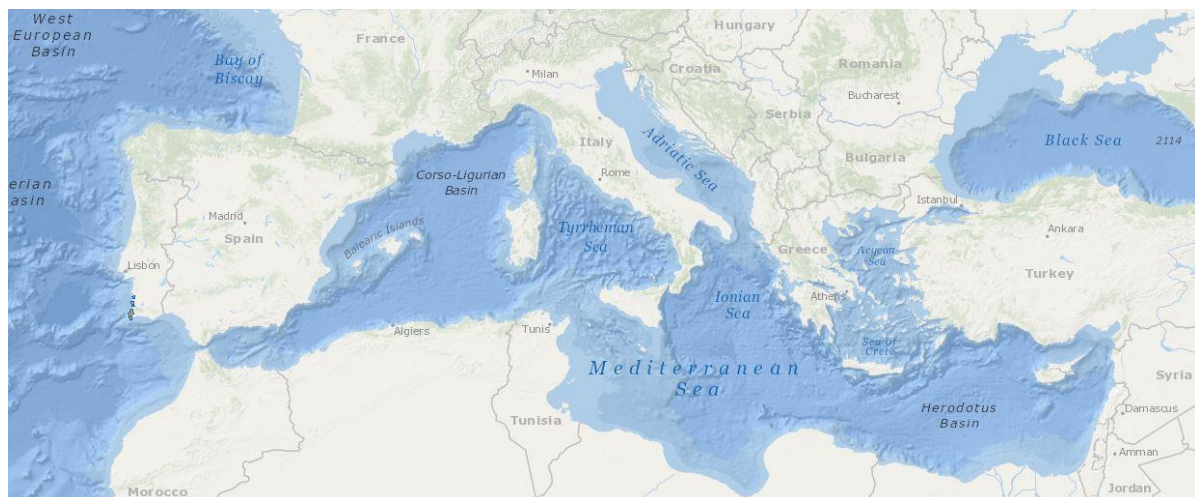 West
European
Basin
Bay of
Biscay
France
Hungary
Milan
Croatia
Romania
Bucharest
Serbia
Black Sea
2114
Italy
Adriatic Sea
Bulgaria
erian
asin
Corso-Ligurian
Basin
Rome
Istanbul
Madrid
Spain
Balearic Islands
Tyrrhenian
Sea
Greece
Aegean
Sea
Ankara
Turkey
Lisbon
Ionian
Sea
Athens
Algiers
Tunis
Sea of
Crete
Mediterranean
Sea
Syria
Herodotus
Basin
Damascus
Tunisia
Amman
Morocco
Jordan